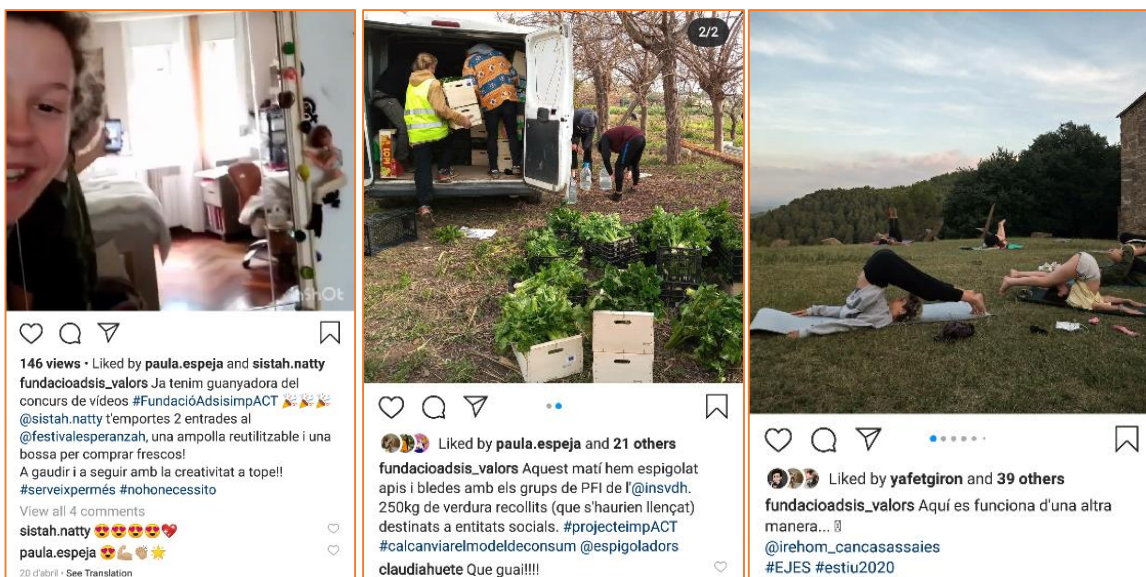 nShOt
146 views • Liked by paula.espeja and sistah.natty
fundacioadsis_valors Ja tenim guanyadora del
concurs de vídeos #FundacióAdsisimpACT 🎉🎉🎉
@sistah.natty t'emportes 2 entrades al
@festivalesperanzah, una ampolla reutilitzable i una
bossa per comprar frescos!
A gaudir i a seguir amb la creativitat a tope!!
#serveixpermés #nohonecessito
View all 4 comments
sistah.natty 😍😍😍😍💖
paula.espeja 😍💪🏼👏🏼🌟
20 d'abril • See Translation
2/2
Liked by paula.espeja and 21 others
fundacioadsis_valors Aquest matí hem espigolat
apis i bledes amb els grups de PFI de l'@insvdh.
250kg de verdura recollits (que s'haurien llençat)
destinats a entitats socials. #projecteimpACT
#calcanviarelmodeldeconsum @espigoladors
claudiahuete Que guai!!!!
Liked by yafetgiron and 39 others
fundacioadsis_valors Aquí es funciona d'una altra
manera...
@irehom_cancasassaies
#EJES #estiu2020